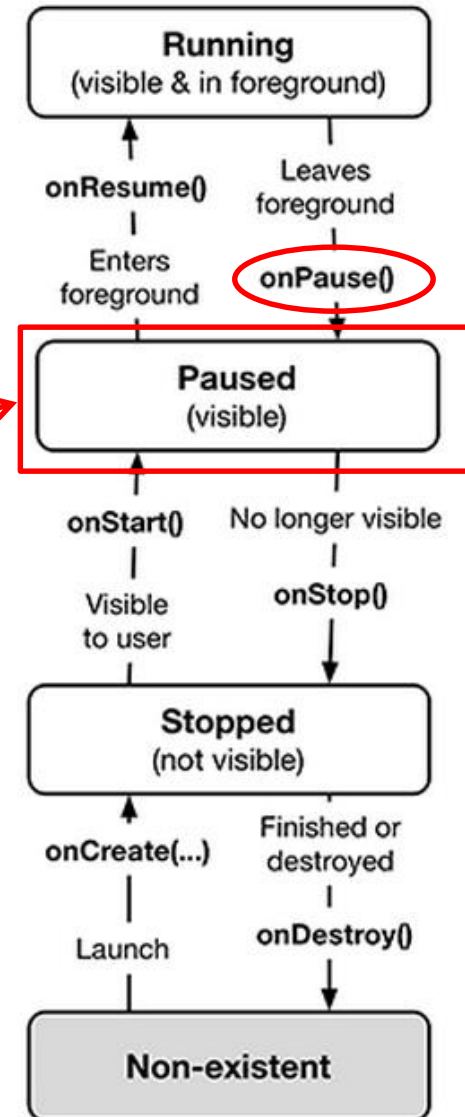 Running
(visible & in foreground)
onResume()
Enters
foreground
Leaves
foreground
onPause()
Paused
(visible)
onStart()
Visible
to user
No longer visible
onStop()
Stopped
(not visible)
onCreate(...)
Launch
Finished or
destroyed
onDestroy()
Non-existent